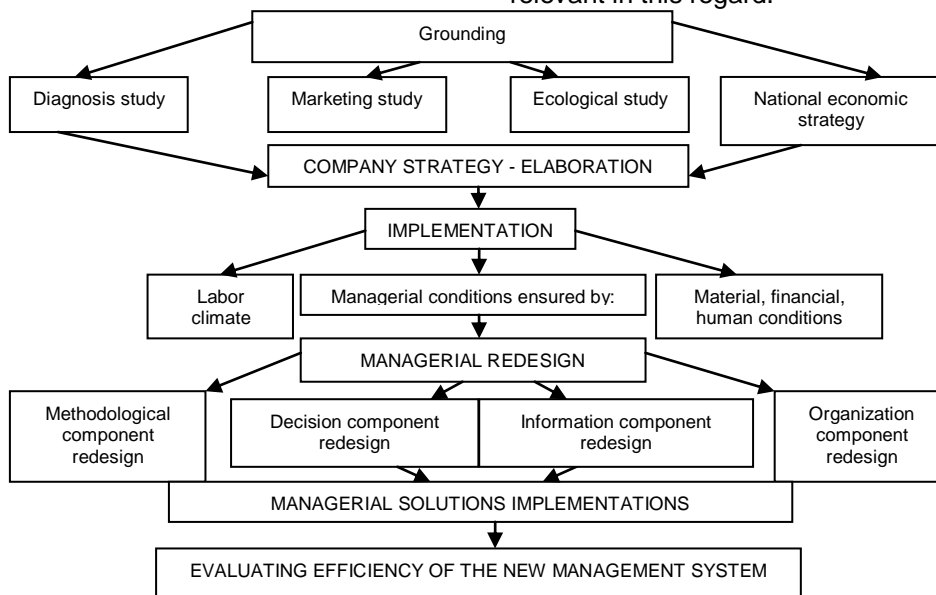 relevant in this regard.
Grounding
Diagnosis study
Marketing study
Ecological study
National economic
strategy
COMPANY STRATEGY - ELABORATION
IMPLEMENTATION
Labor
climate
Managerial conditions ensured by:
Material, financial,
human conditions
MANAGERIAL REDESIGN
Methodological
component
redesign
Decision component
redesign
Information component
redesign
Organization
component
redesign
MANAGERIAL SOLUTIONS IMPLEMENTATIONS
EVALUATING EFFICIENCY OF THE NEW MANAGEMENT SYSTEM